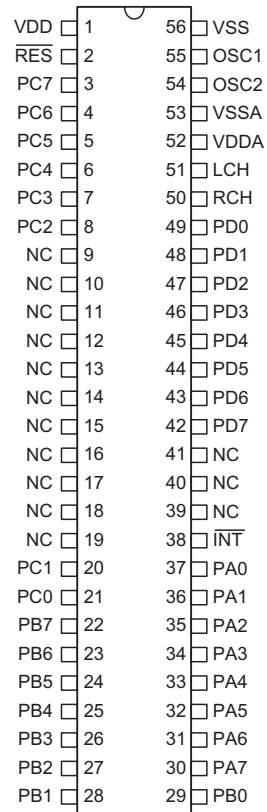 VDD 1 56 VSS
RES 2 55 OSC1
PC7 3 54 OSC2
PC6 4 53 VSSA
PC5 5 52 VDDA
PC4 6 51 LCH
PC3 7 50 RCH
PC2 8 49 PD0
NC 9 48 PD1
NC 10 47 PD2
NC 11 46 PD3
NC 12 45 PD4
NC 13 44 PD5
NC 14 43 PD6
NC 15 42 PD7
NC 16 41 NC
NC 17 40 NC
NC 18 39 NC
NC 19 38 INT
PC1 20 37 PA0
PC0 21 36 PA1
PB7 22 35 PA2
PB6 23 34 PA3
PB5 24 33 PA4
PB4 25 32 PA5
PB3 26 31 PA6
PB2 27 30 PA7
PB1 28 29 PB0